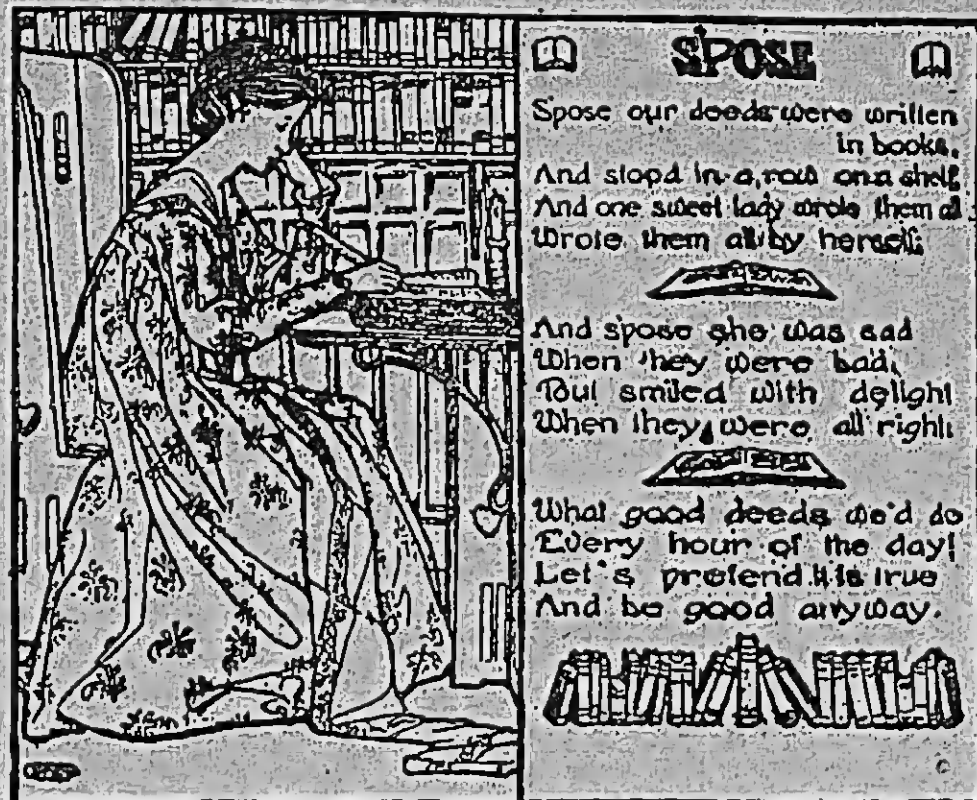 SPOSE
Spose our deeds were written
in books,
And stood in a row on a shelf,
And one sweet lady wrote them all
Wrote them all by herself;
And spose she was sad
When they were bad,
But smiled with delight
When they were all right:
What good deeds we'd do
Every hour of the day!
Let's pretend it is true
And be good anyway.